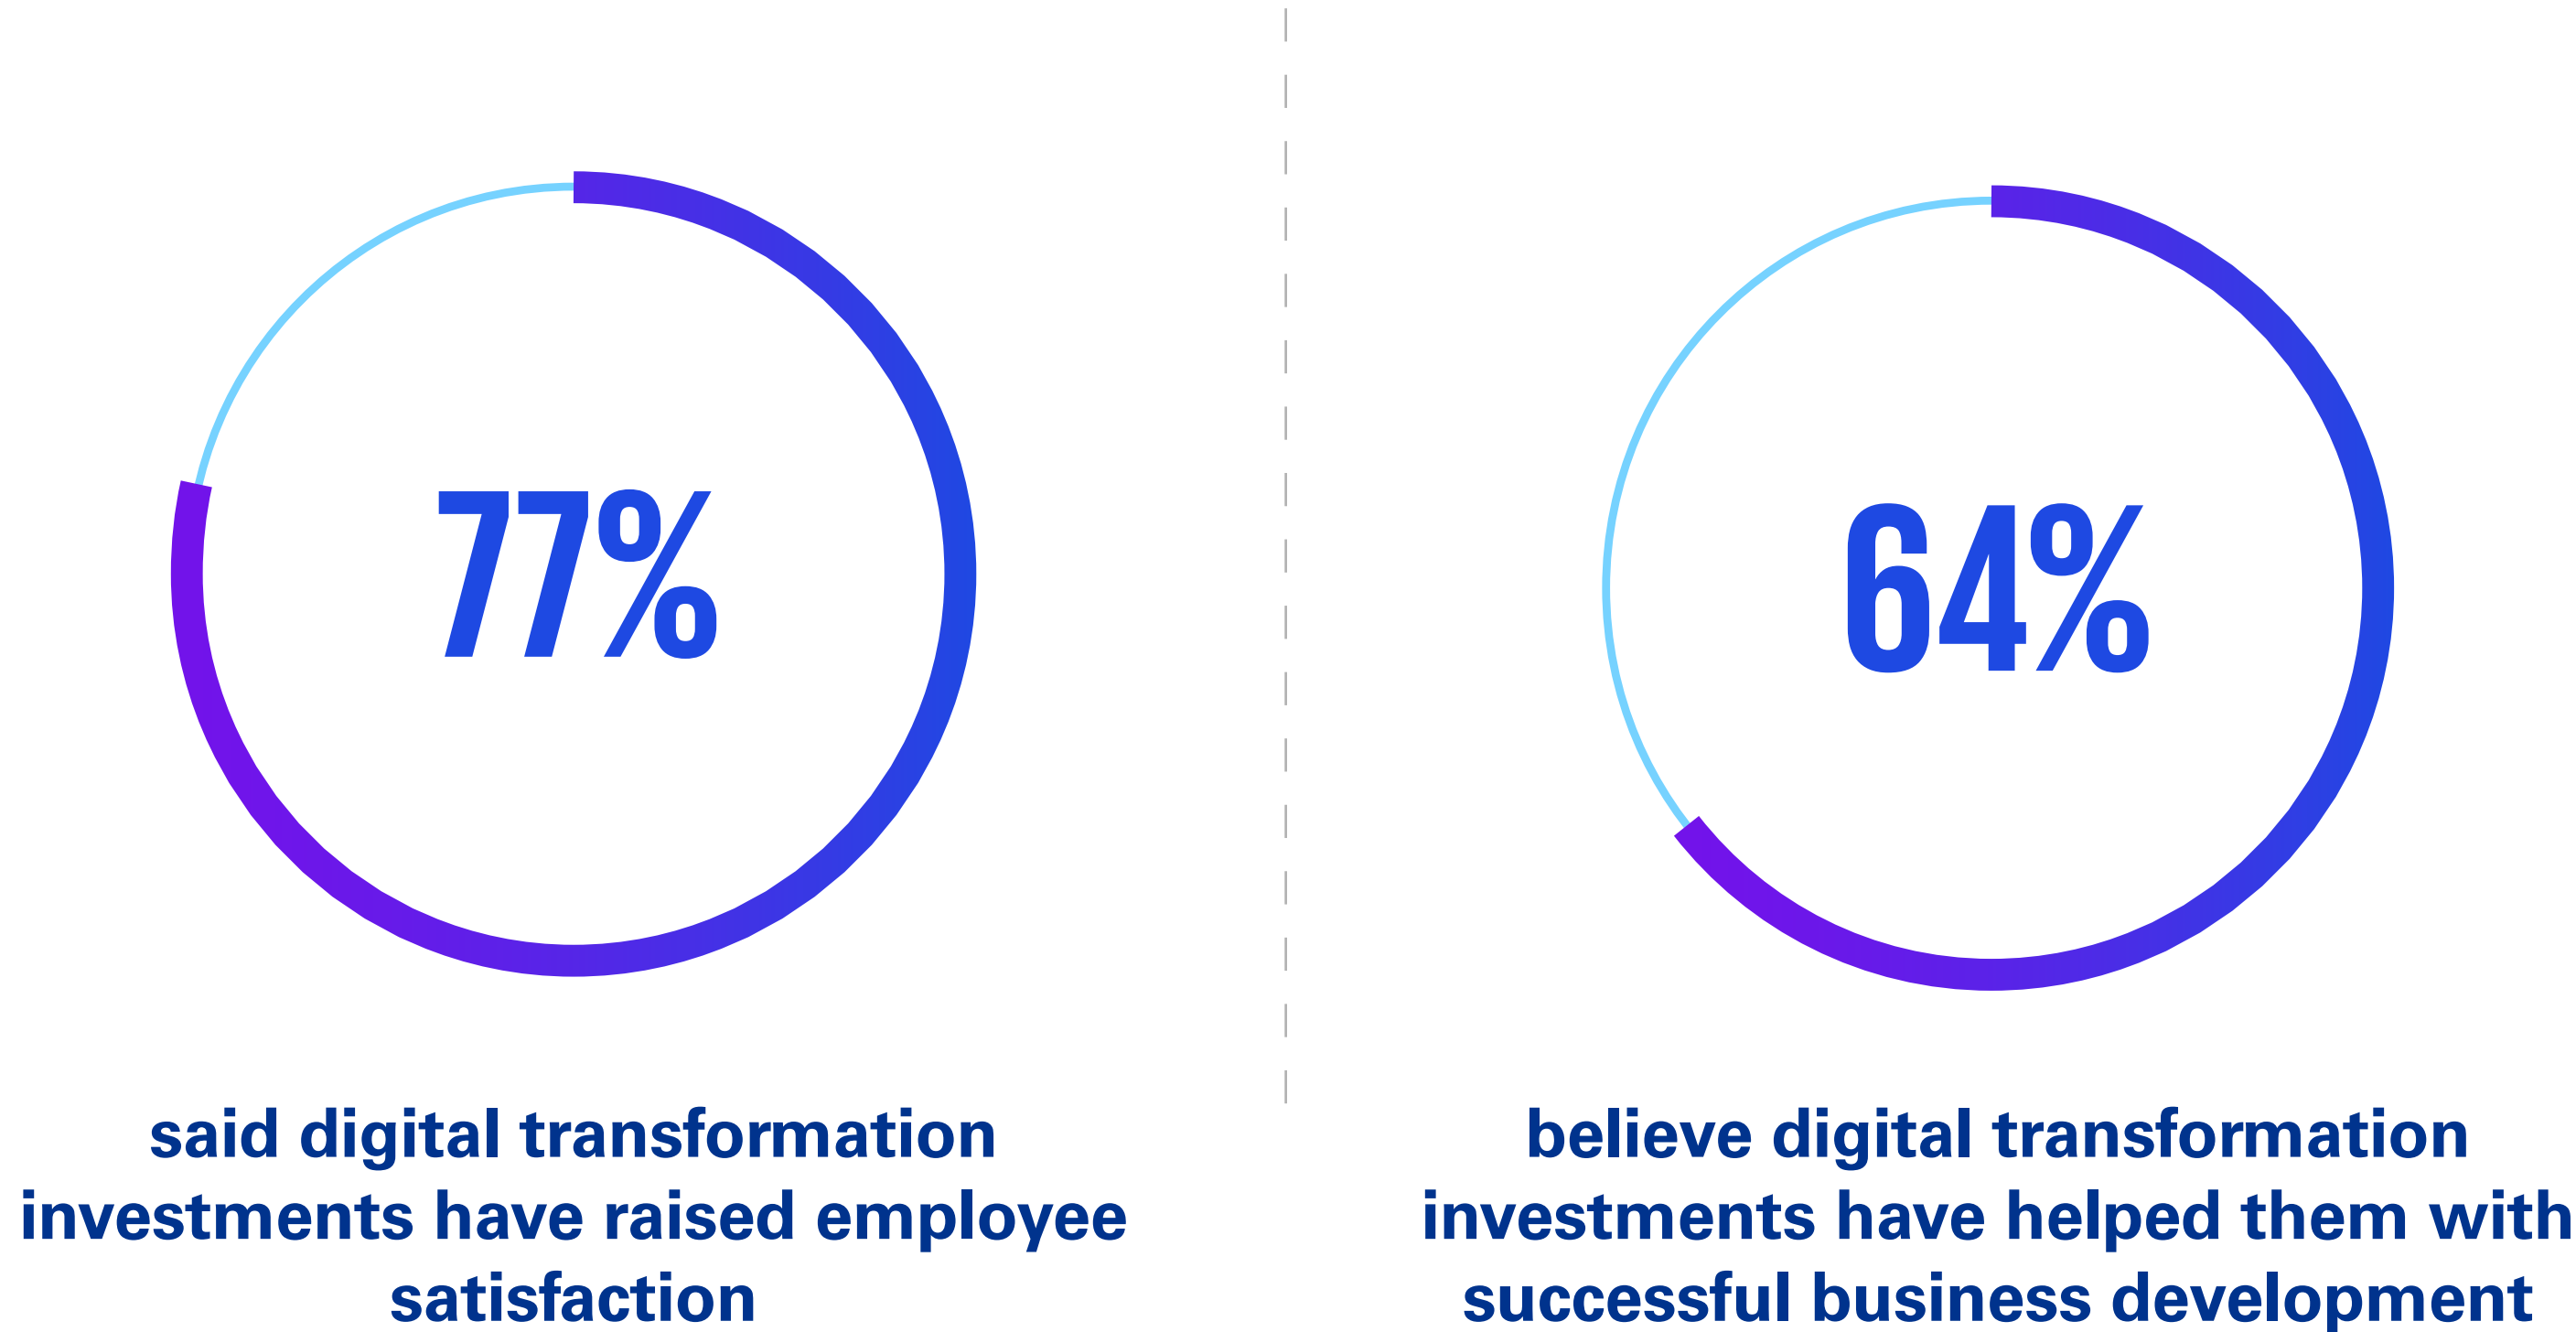 77%
said digital transformation
investments have raised employee
satisfaction
64%
believe digital transformation
investments have helped them with
successful business development